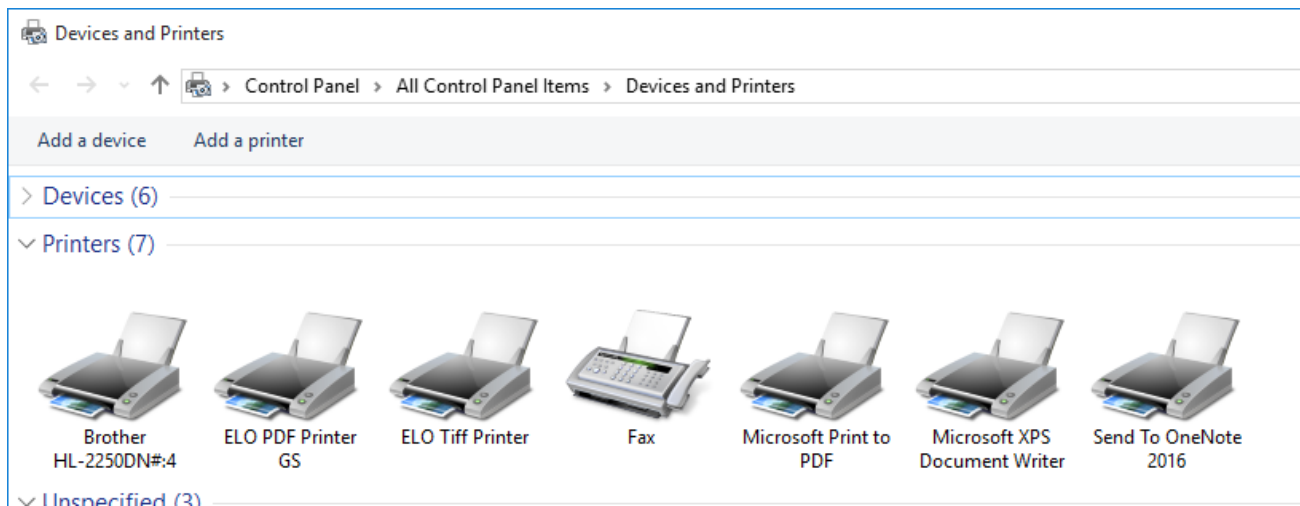 Devices and Printers
Control Panel > All Control Panel Items > Devices and Printers
Add a device Add a printer
Devices (6)
Printers (7)
Brother
HL-2250DN#:4
ELO PDF Printer
GS
ELO Tiff Printer
Fax
Microsoft Print to
PDF
Microsoft XPS
Document Writer
Send To OneNote
2016
Unspecified (3)